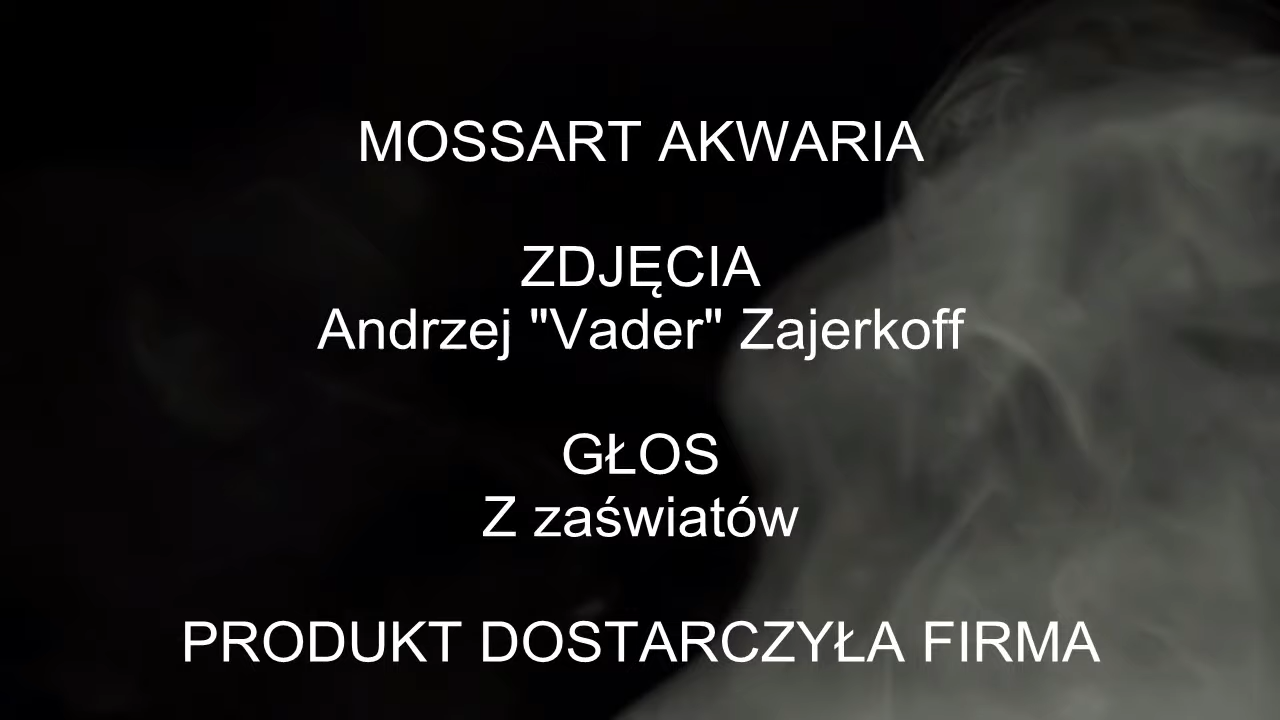 MOSSART AKWARIA
ZDJĘCIA
Andrzej "Vader" Zajerkoff
GŁOS
Z zaświatów
PRODUKT DOSTARCZYŁA FIRMA